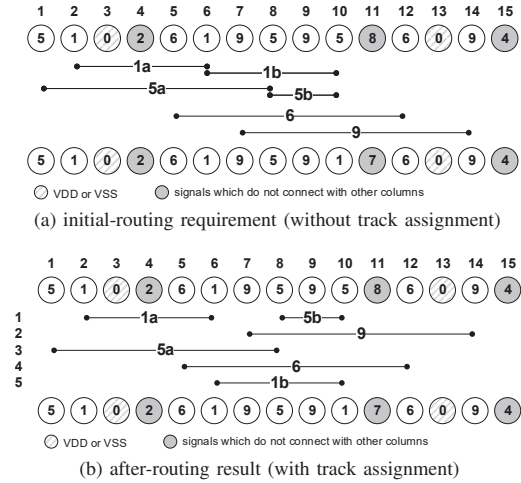 1 2 3 4 5 6 7 8 9 10 11 12 13 14 15
5 1 0 2 6 1 9 5 9 5 8 6 0 9 4
1a
1b
5a
5b
6
9
5 1 0 2 6 1 9 5 9 1 7 6 0 9 4
VDD or VSS signals which do not connect with other columns
(a) initial-routing requirement (without track assignment)
1 2 3 4 5 6 7 8 9 10 11 12 13 14 15
5 1 0 2 6 1 9 5 9 5 8 6 0 9 4
1 1a 5b
2 9
3 5a
4 6
5 1b
5 1 0 2 6 1 9 5 9 1 7 6 0 9 4
VDD or VSS signals which do not connect with other columns
(b) after-routing result (with track assignment)